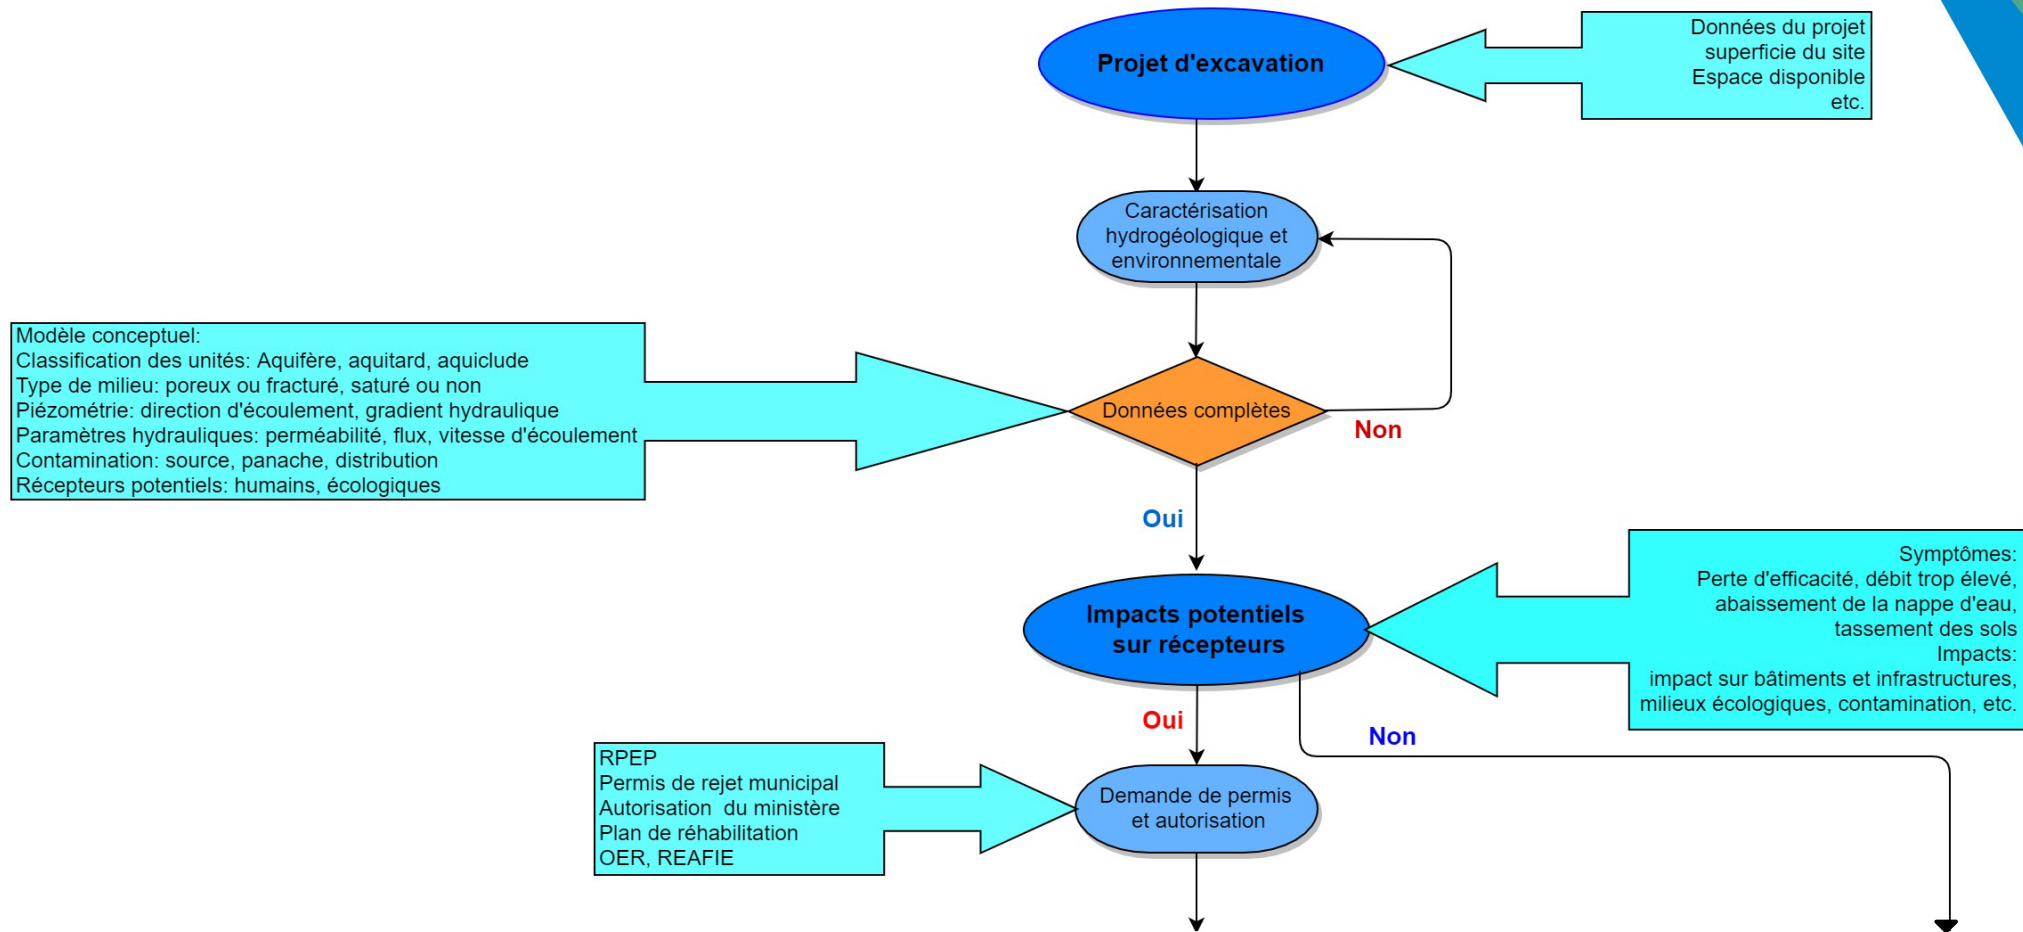 Projet d'excavation
Données du projet
superficie du site
Espace disponible
etc.
Caractérisation
hydrogéologique et
environnementale
Modèle conceptuel:
Classification des unités: Aquifère, aquitard, aquiclude
Type de milieu: poreux ou fracturé, saturé ou non
Piézométrie: direction d'écoulement, gradient hydraulique
Paramètres hydrauliques: perméabilité, flux, vitesse d'écoulement
Contamination: source, panache, distribution
Récepteurs potentiels: humains, écologiques
Données complètes
Non
Oui
Impacts potentiels
sur récepteurs
Symptômes:
Perte d'efficacité, débit trop élevé,
abaissement de la nappe d'eau,
tassement des sols
Impacts:
impact sur bâtiments et infrastructures,
milieux écologiques, contamination, etc.
Oui
Non
RPEP
Permis de rejet municipal
Autorisation du ministère
Plan de réhabilitation
OER, REAFIE
Demande de permis
et autorisation